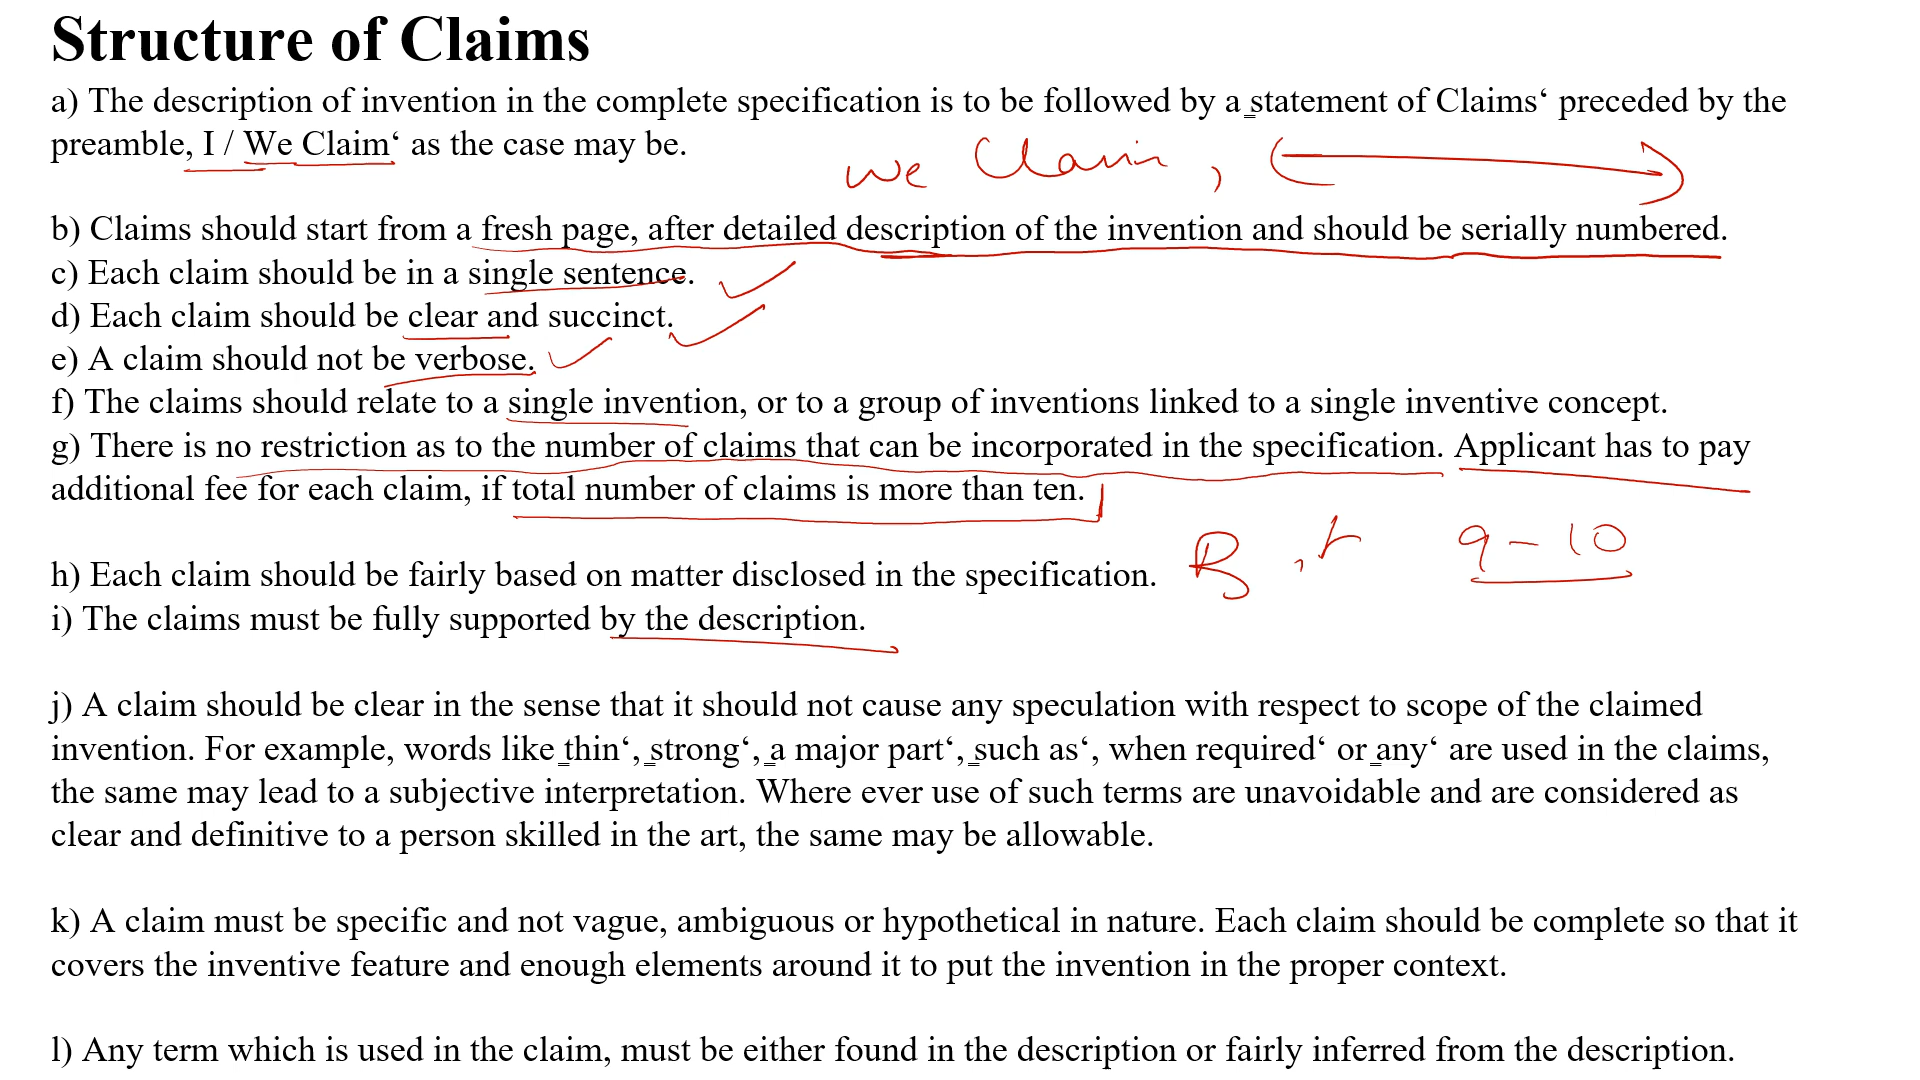 Structure of Claims
a) The description of invention in the complete specification is to be followed by a ‗statement of Claims‘ preceded by the
preamble, I / We Claim‘ as the case may be.
we Claim , ( )
b) Claims should start from a fresh page, after detailed description of the invention and should be serially numbered.
c) Each claim should be in a single sentence.
d) Each claim should be clear and succinct.
e) A claim should not be verbose.
f) The claims should relate to a single invention, or to a group of inventions linked to a single inventive concept.
g) There is no restriction as to the number of claims that can be incorporated in the specification. Applicant has to pay
additional fee for each claim, if total number of claims is more than ten.
9-10
h) Each claim should be fairly based on matter disclosed in the specification.
i) The claims must be fully supported by the description.
j) A claim should be clear in the sense that it should not cause any speculation with respect to scope of the claimed
invention. For example, words like ‗thin‘, ‗strong‘, ‗a major part‘, ‗such as‘, when required‘ or ‗any‘ are used in the claims,
the same may lead to a subjective interpretation. Where ever use of such terms are unavoidable and are considered as
clear and definitive to a person skilled in the art, the same may be allowable.
k) A claim must be specific and not vague, ambiguous or hypothetical in nature. Each claim should be complete so that it
covers the inventive feature and enough elements around it to put the invention in the proper context.
l) Any term which is used in the claim, must be either found in the description or fairly inferred from the description.